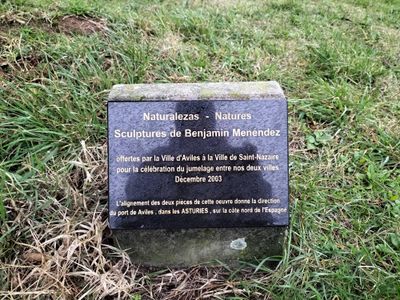 Naturalezas - Natures
Sculptures de Benjamin Menéndez
offertes par la Ville d'Aviles à la Ville de Saint-Nazaire
pour la célébration du jumelage entre nos deux villes
Décembre 2003
L'alignement des deux pieces de cette oeuvre donne la direction
du port de Aviles , dans les ASTURIES , sur la côte nord de l'Espagne